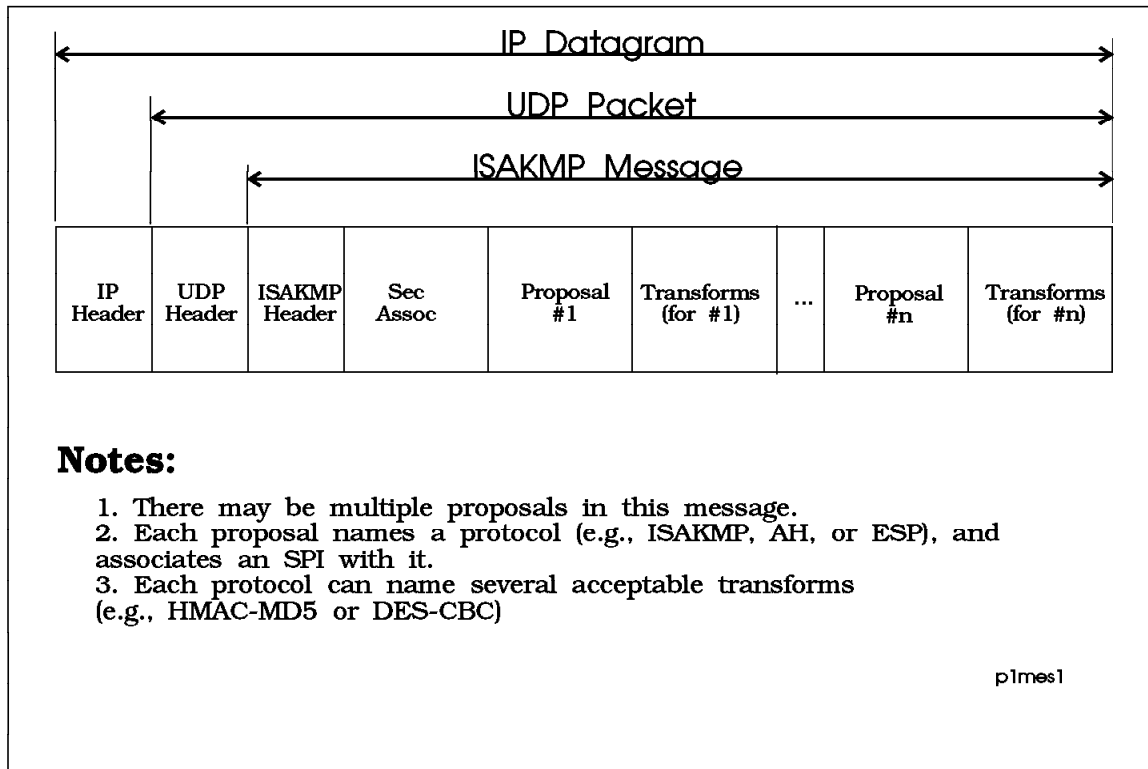 IP Datagram
UDP Packet
ISAKMP Message
IP Header
UDP Header
ISAKMP Header
Sec Assoc
Proposal #1
Transforms (for #1)
...
Proposal #n
Transforms (for #n)
Notes:
1. There may be multiple proposals in this message.
2. Each proposal names a protocol (e.g., ISAKMP, AH, or ESP), and
associates an SPI with it.
3. Each protocol can name several acceptable transforms
(e.g., HMAC-MD5 or DES-CBC)
p1mes1